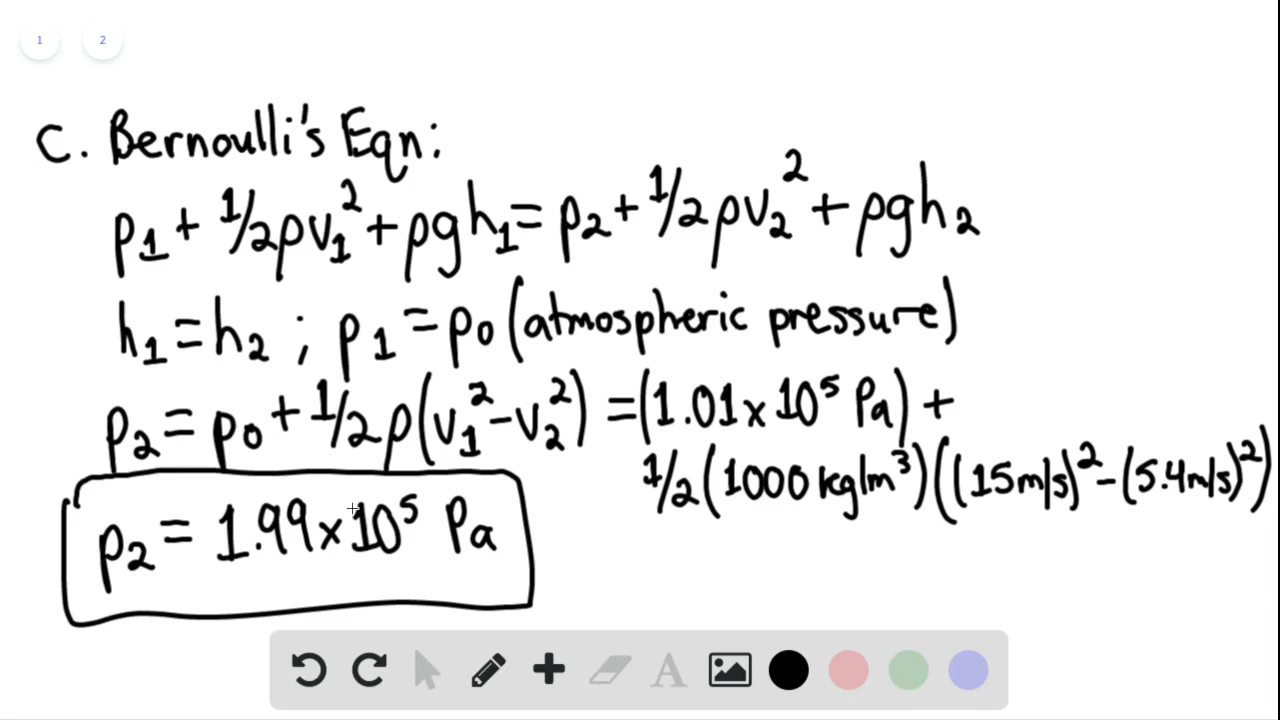 1 2
C. Bernoulli's Eqn:
p₁ + 1/2ρv₁² + ρgh₁ = p₂ + 1/2ρv₂² + ρgh₂
h₁ = h₂ ; p₁ = p₀ (atmospheric pressure)
p₂ = p₀ + 1/2ρ(v₁² - v₂²) = (1.01 x 10⁵ Pa) +
1/2(1000 kg/m³)((15m/s)² - (5.4m/s)²)
p₂ = 1.99 x 10⁵ Pa
A